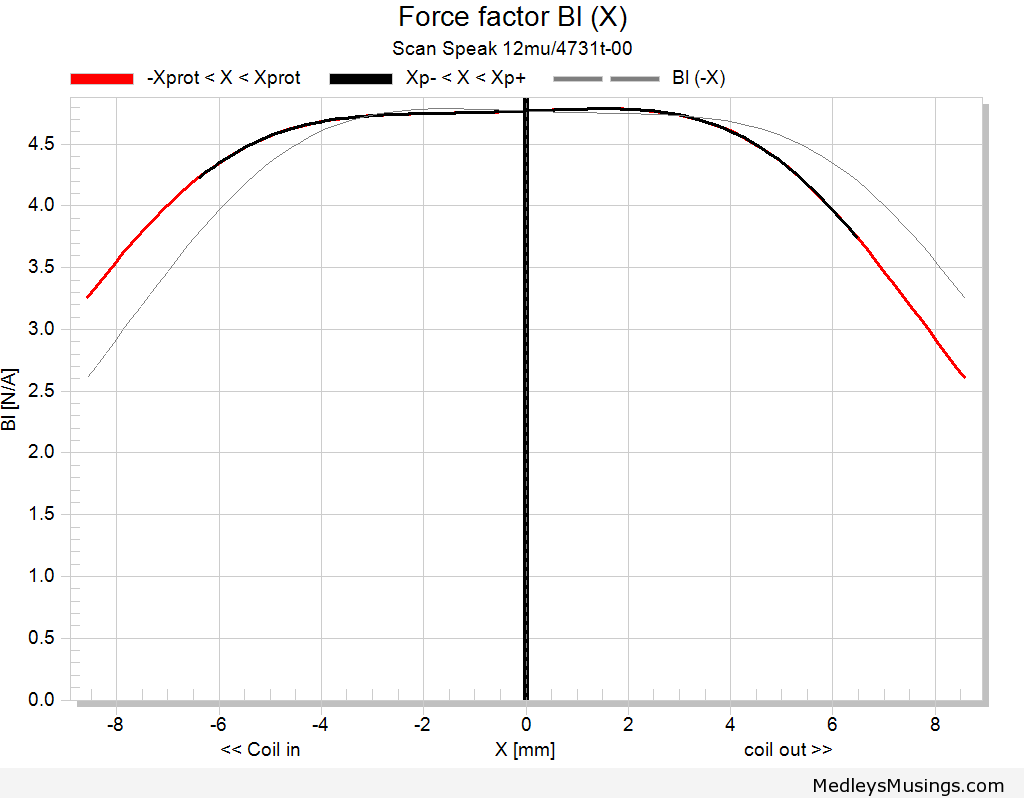 Force factor Bl (X)
Scan Speak 12mu/4731t-00
-Xprot < X < Xprot Xp- < X < Xp+ Bl (-X)
4.5
4.0
3.5
3.0
2.5
2.0
1.5
1.0
0.5
0.0
Bl [N/A]
-8 -6 -4 -2 0 2 4 6 8
<< Coil in X [mm] coil out >>
MedleysMusings.com